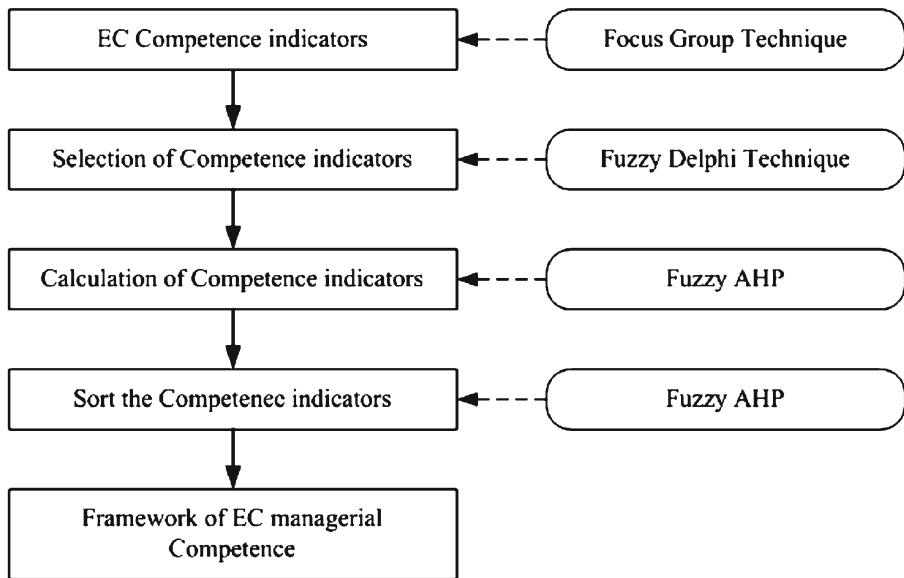 EC Competence indicators
Focus Group Technique
Selection of Competence indicators
Fuzzy Delphi Technique
Calculation of Competence indicators
Fuzzy AHP
Sort the Competenec indicators
Fuzzy AHP
Framework of EC managerial
Competence